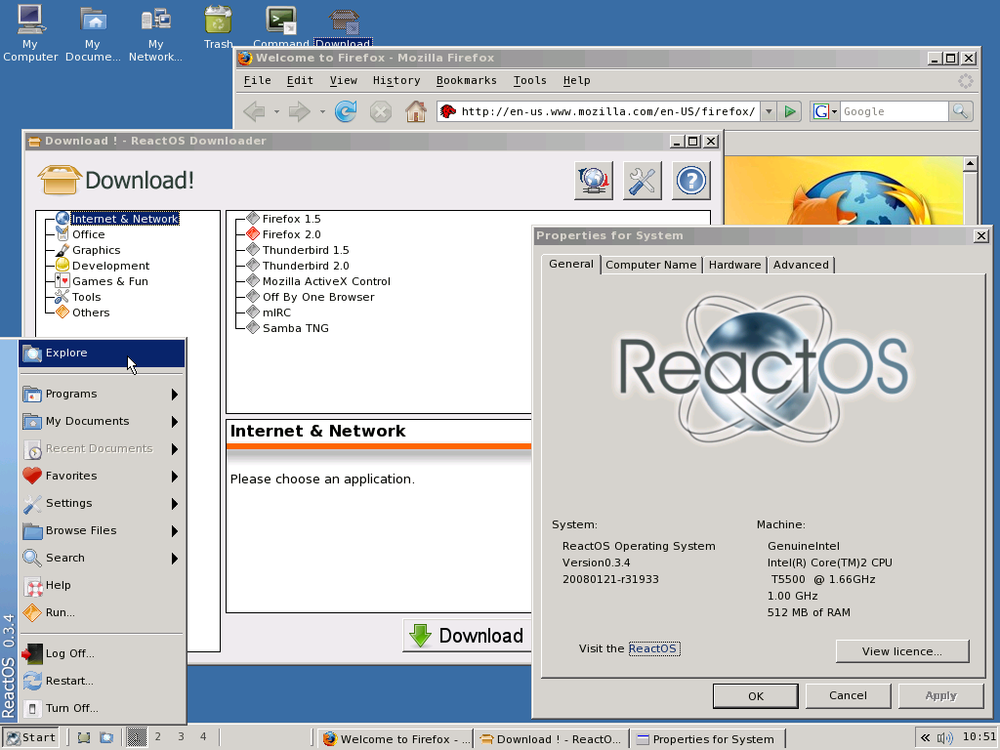 My
Computer
My
Docume...
My
Network...
Trash
Command
Download
Welcome to Firefox - Mozilla Firefox
File Edit View History Bookmarks Tools Help
http://en-us.www.mozilla.com/en-US/firefox/
G Google
Download ! - ReactOS Downloader
Download!
Internet & Network
Office
Graphics
Development
Games & Fun
Tools
Others
Firefox 1.5
Firefox 2.0
Thunderbird 1.5
Thunderbird 2.0
Mozilla ActiveX Control
Off By One Browser
mIRC
Samba TNG
Internet & Network
Please choose an application.
Download
Properties for System
General Computer Name Hardware Advanced
ReactOS
System:
ReactOS Operating System
Version0.3.4
20080121-r31933
Machine:
GenuineIntel
Intel(R) Core(TM)2 CPU
T5500 @ 1.66GHz
1.00 GHz
512 MB of RAM
Visit the ReactOS
View licence...
OK Cancel Apply
Explore
Programs
My Documents
Recent Documents
Favorites
Settings
Browse Files
Search
Help
Run...
Log Off...
Restart...
Turn Off...
ReactOS 0.3.4
Start 2 3 4 Welcome to Firefox - ... Download ! - ReactO... Properties for System « 10:51